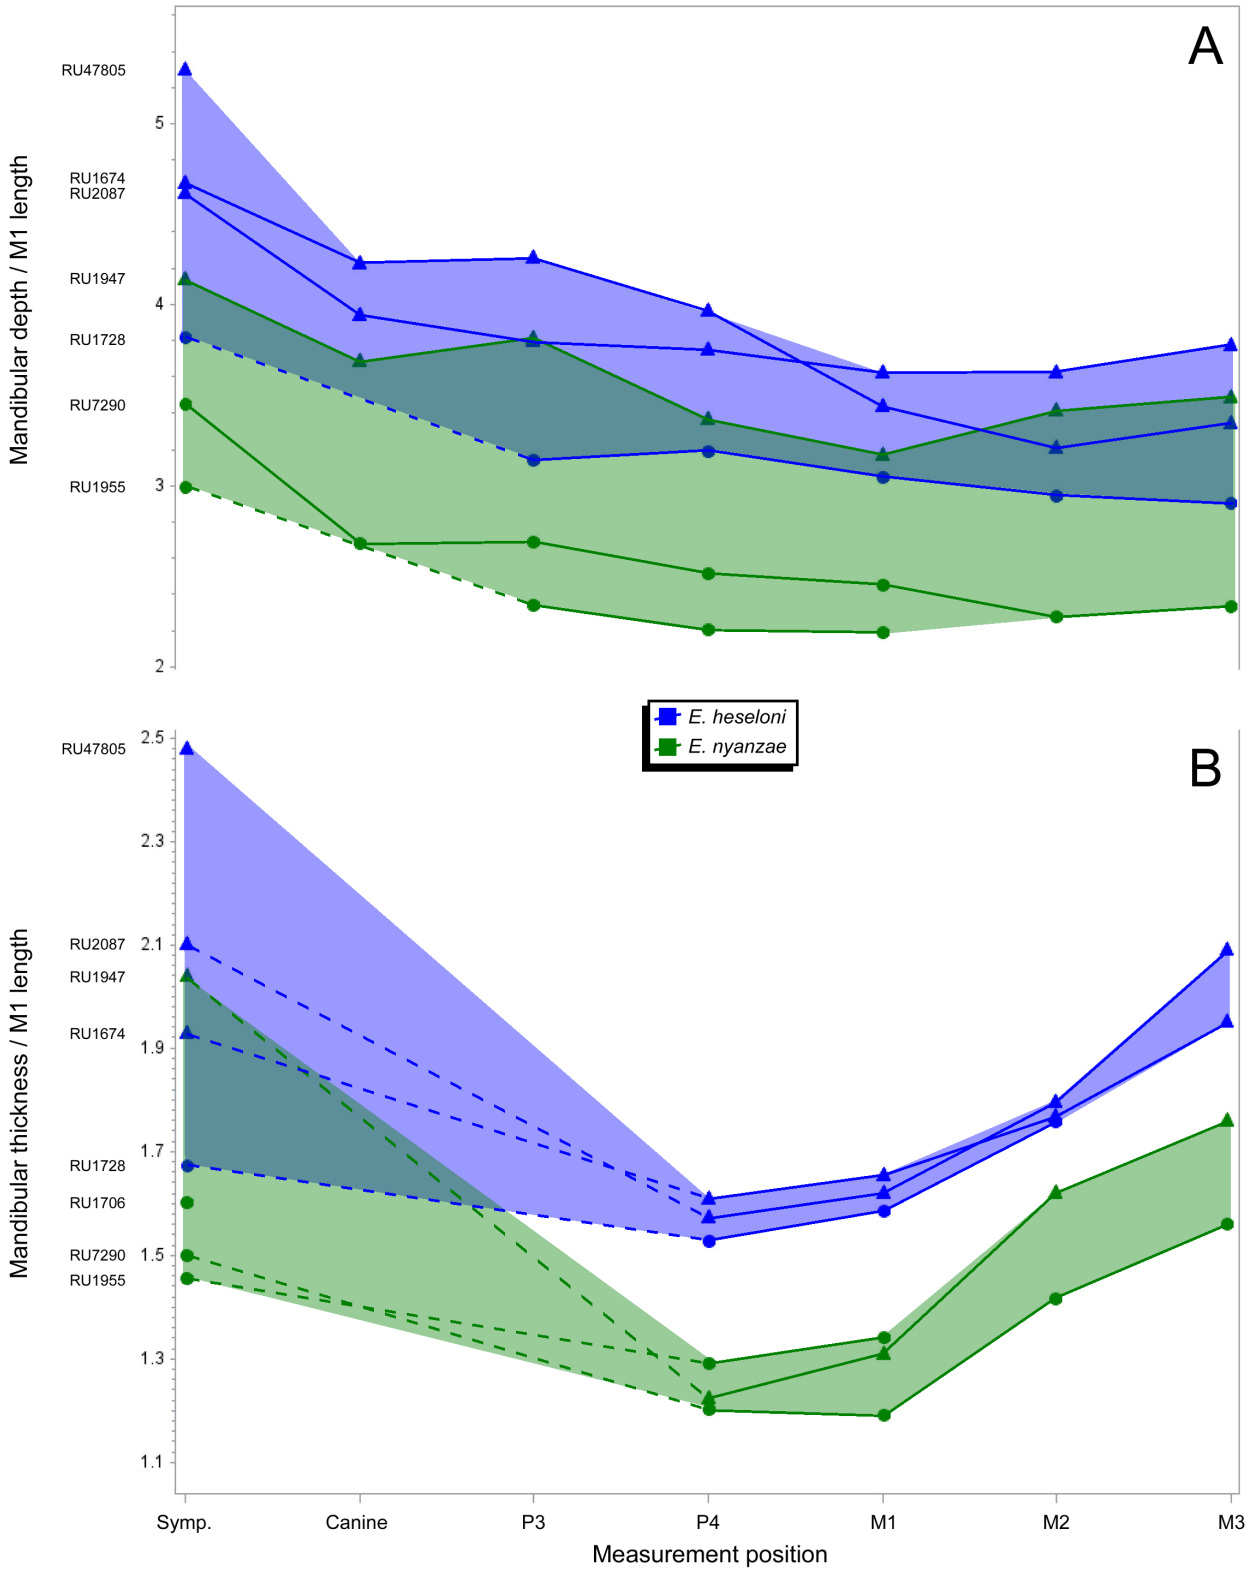 A
RU47805
5
RU1674
RU2087
RU1947
4
RU1728
RU7290
3
RU1955
2
Mandibular depth / M1 length
E. heseloni
E. nyanzae
B
2.5
RU47805
2.3
RU2087
2.1
RU1947
RU1674
1.9
1.7
RU1728
RU1706
RU7290
1.5
RU1955
1.3
1.1
Mandibular thickness / M1 length
Symp. Canine P3 P4 M1 M2 M3
Measurement position